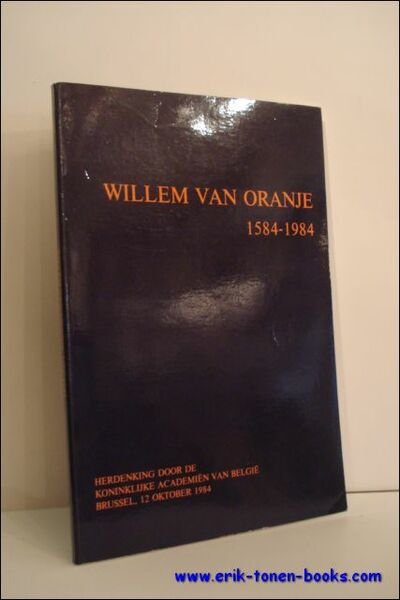 WILLEM VAN ORANJE
1584-1984
HERDENKING DOOR DE
KONINKLIJKE ACADEMIËN VAN BELGIË
BRUSSEL, 12 OKTOBER 1984
www.erik-tonen-books.com/